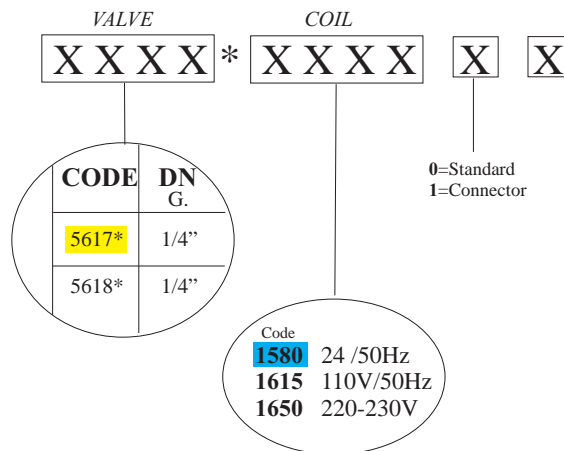 VALVE COIL
X X X X * X X X X X X
0=Standard
1=Connector
CODE DN
G.
5617* 1/4”
5618* 1/4”
Code
1580 24 /50Hz
1615 110V/50Hz
1650 220-230V